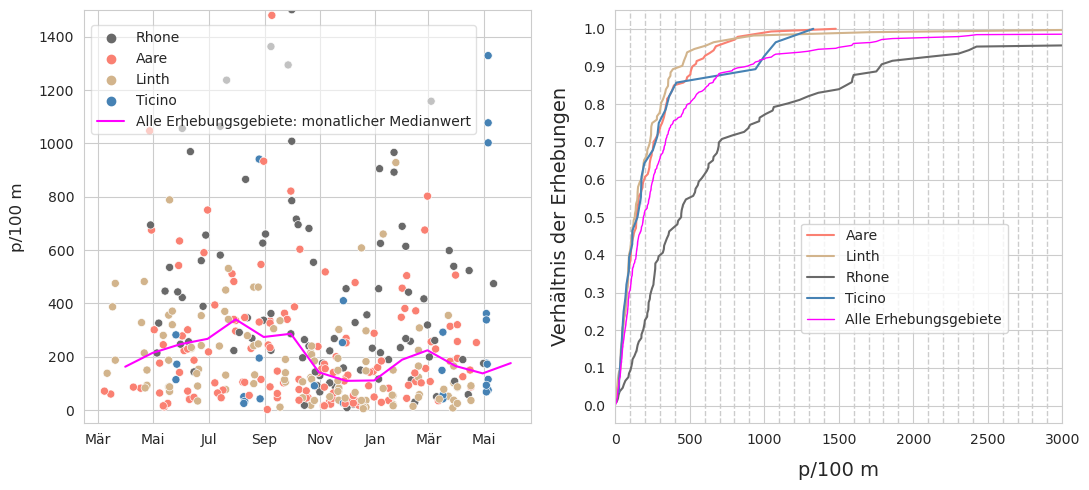 1400
1200
1000
800
600
400
200
0
p/100 m
Rhone
Aare
Linth
Ticino
Alle Erhebungsgebiete: monatlicher Medianwert
Mär Mai Jul Sep Nov Jan Mär Mai
1.0
0.9
0.8
0.7
0.6
0.5
0.4
0.3
0.2
0.1
0.0
Verhältnis der Erhebungen
Aare
Linth
Rhone
Ticino
Alle Erhebungsgebiete
0 500 1000 1500 2000 2500 3000
p/100 m